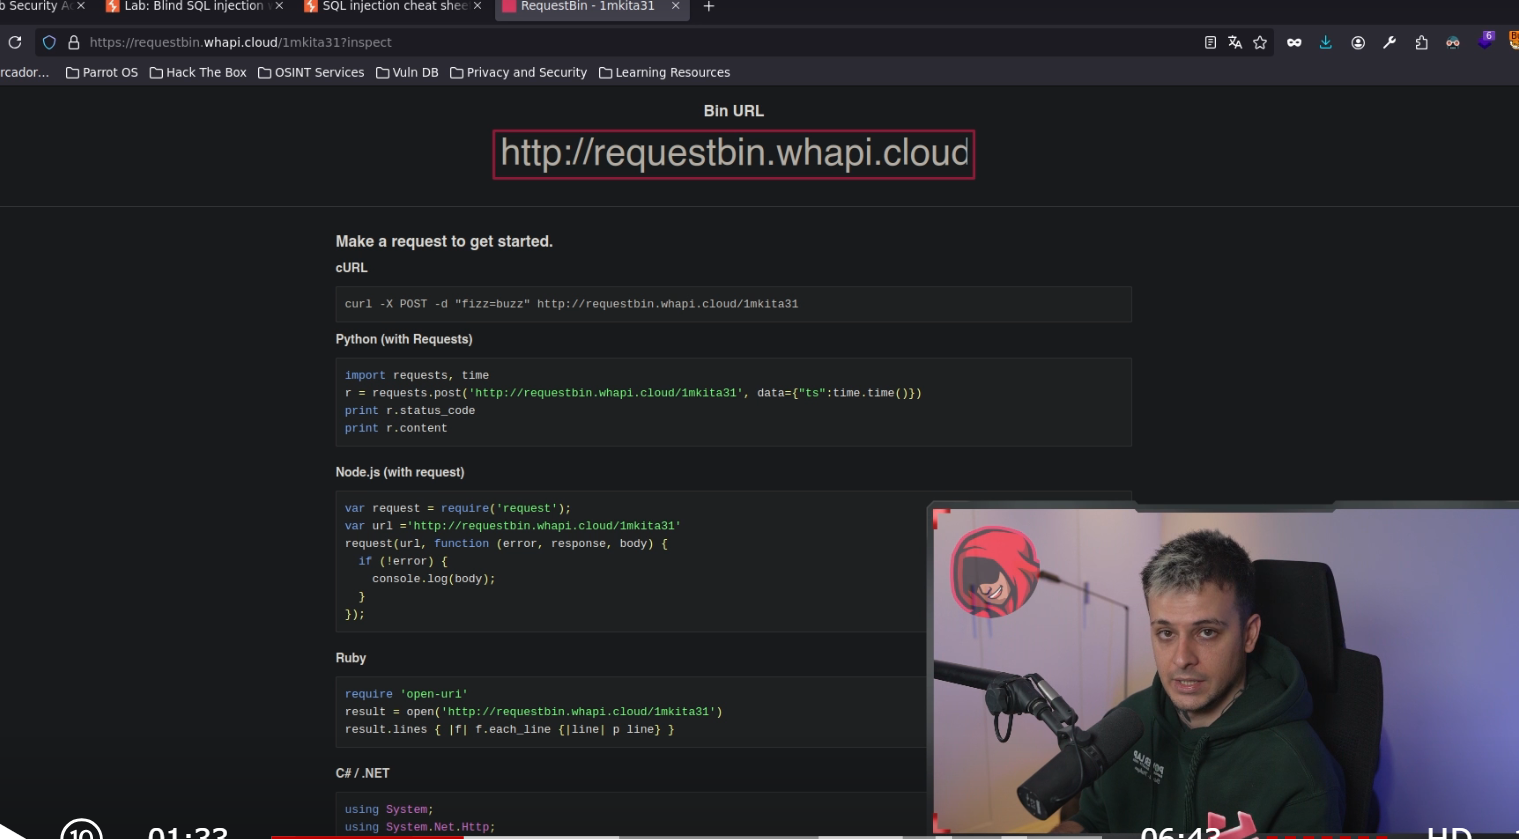 b Security A
Lab: Blind SQL injection
SQL injection cheat shee
RequestBin - 1mkita31
https://requestbin.whapi.cloud/1mkita31?inspect
6
rcador...
Parrot OS
Hack The Box
OSINT Services
Vuln DB
Privacy and Security
Learning Resources
Bin URL
http://requestbin.whapi.cloud
Make a request to get started.
cURL
curl -X POST -d "fizz=buzz" http://requestbin.whapi.cloud/1mkita31
Python (with Requests)
import requests, time
r = requests.post('http://requestbin.whapi.cloud/1mkita31', data={"ts":time.time()})
print r.status_code
print r.content
Node.js (with request)
var request = require('request');
var url ='http://requestbin.whapi.cloud/1mkita31'
request(url, function (error, response, body) {
if (!error) {
console.log(body);
}
});
Ruby
require 'open-uri'
result = open('http://requestbin.whapi.cloud/1mkita31')
result.lines { |f| f.each_line {|line| p line} }
C# / .NET
using System;
using System.Net.Http;
10
01:33
06:43
HD